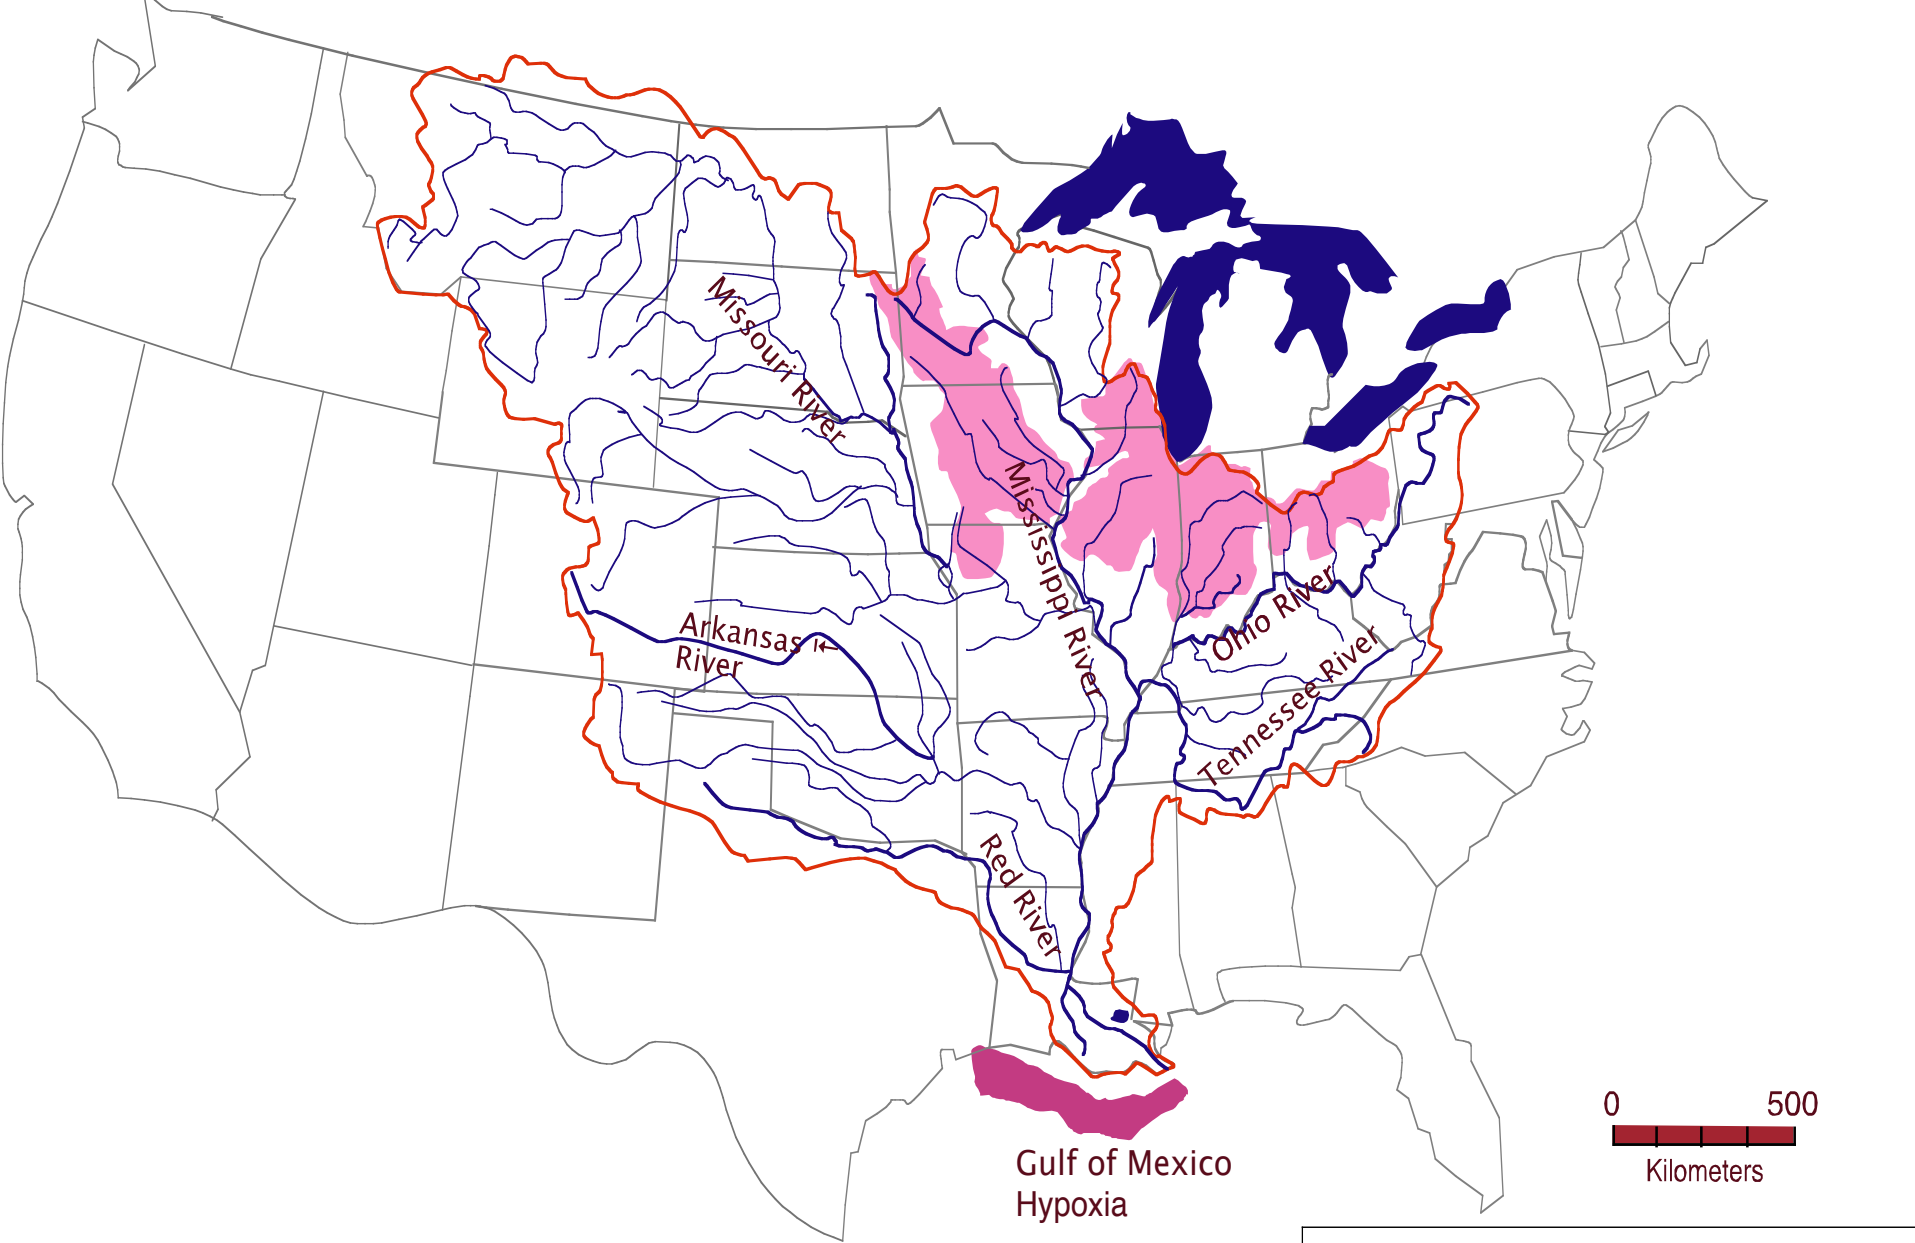 Missouri River
Mississippi River
Arkansas
River
Ohio River
Tennessee River
Red River
Gulf of Mexico
Hypoxia
0 500
Kilometers